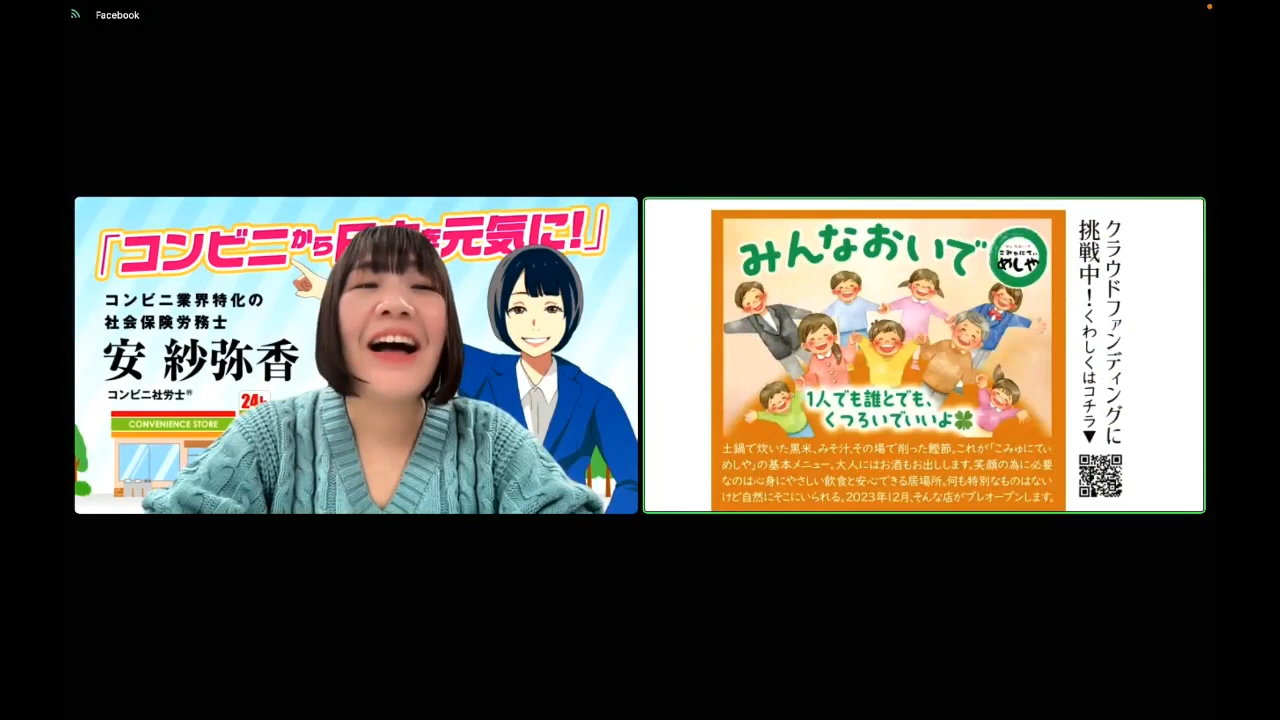 Facebook
「コンビニから日本を元気に!」
コンビニ業界特化の
社会保険労務士
安 紗弥香
コンビニ社労士®
24h
CONVENIENCE STORE
みんなおいで
こみゅにてぃ
めしや
1人でも誰とでも、
くつろいでいいよ
土鍋で炊いた黒米、みそ汁、その場で削った鰹節。これが「こみゅにてぃ
めしや」の基本メニュー。大人にはお酒もお出しします。笑顔の為に必要
なのは心身にやさしい飲食と安心できる居場所。何も特別なものはない
けど自然にそこにいられる。2023年12月、そんな店がプレオープンします。
クラウドファンディングに
挑戦中!くわしくはコチラ▼